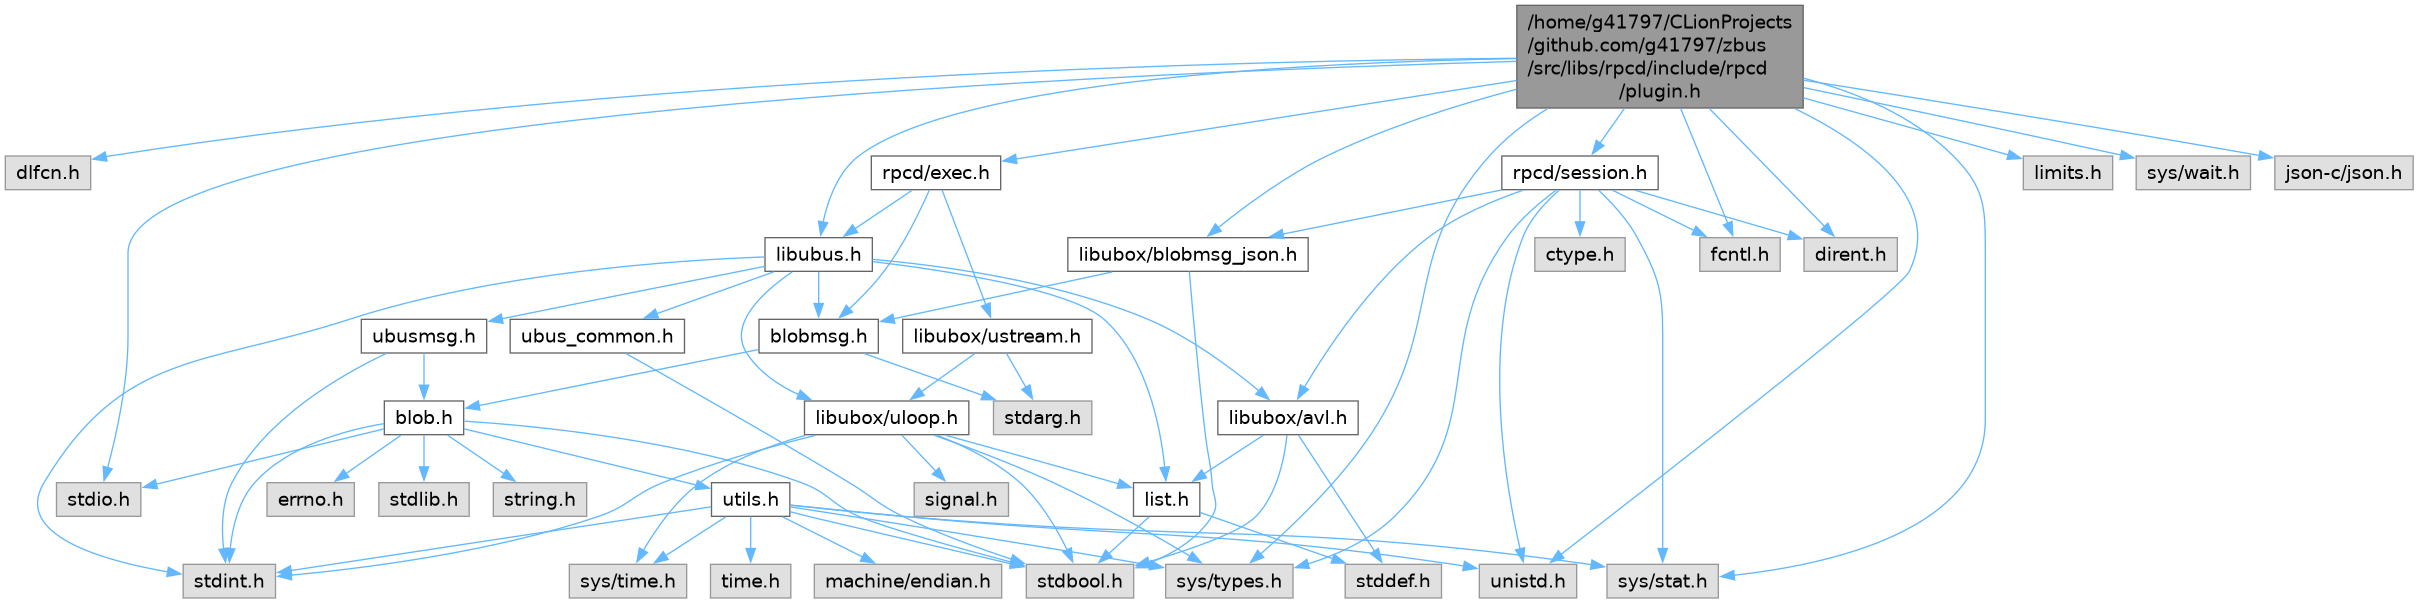 /home/g41797/CLionProjects
/github.com/g41797/zbus
/src/libs/rpcd/include/rpcd
/plugin.h
dlfcn.h
rpcd/exec.h
rpcd/session.h
limits.h
sys/wait.h
json-c/json.h
libubus.h
libubox/blobmsg_json.h
ctype.h
fcntl.h
dirent.h
ubusmsg.h
ubus_common.h
blobmsg.h
libubox/ustream.h
blob.h
libubox/uloop.h
stdarg.h
libubox/avl.h
stdio.h
errno.h
stdlib.h
string.h
utils.h
signal.h
list.h
stdint.h
sys/time.h
time.h
machine/endian.h
stdbool.h
sys/types.h
stddef.h
unistd.h
sys/stat.h